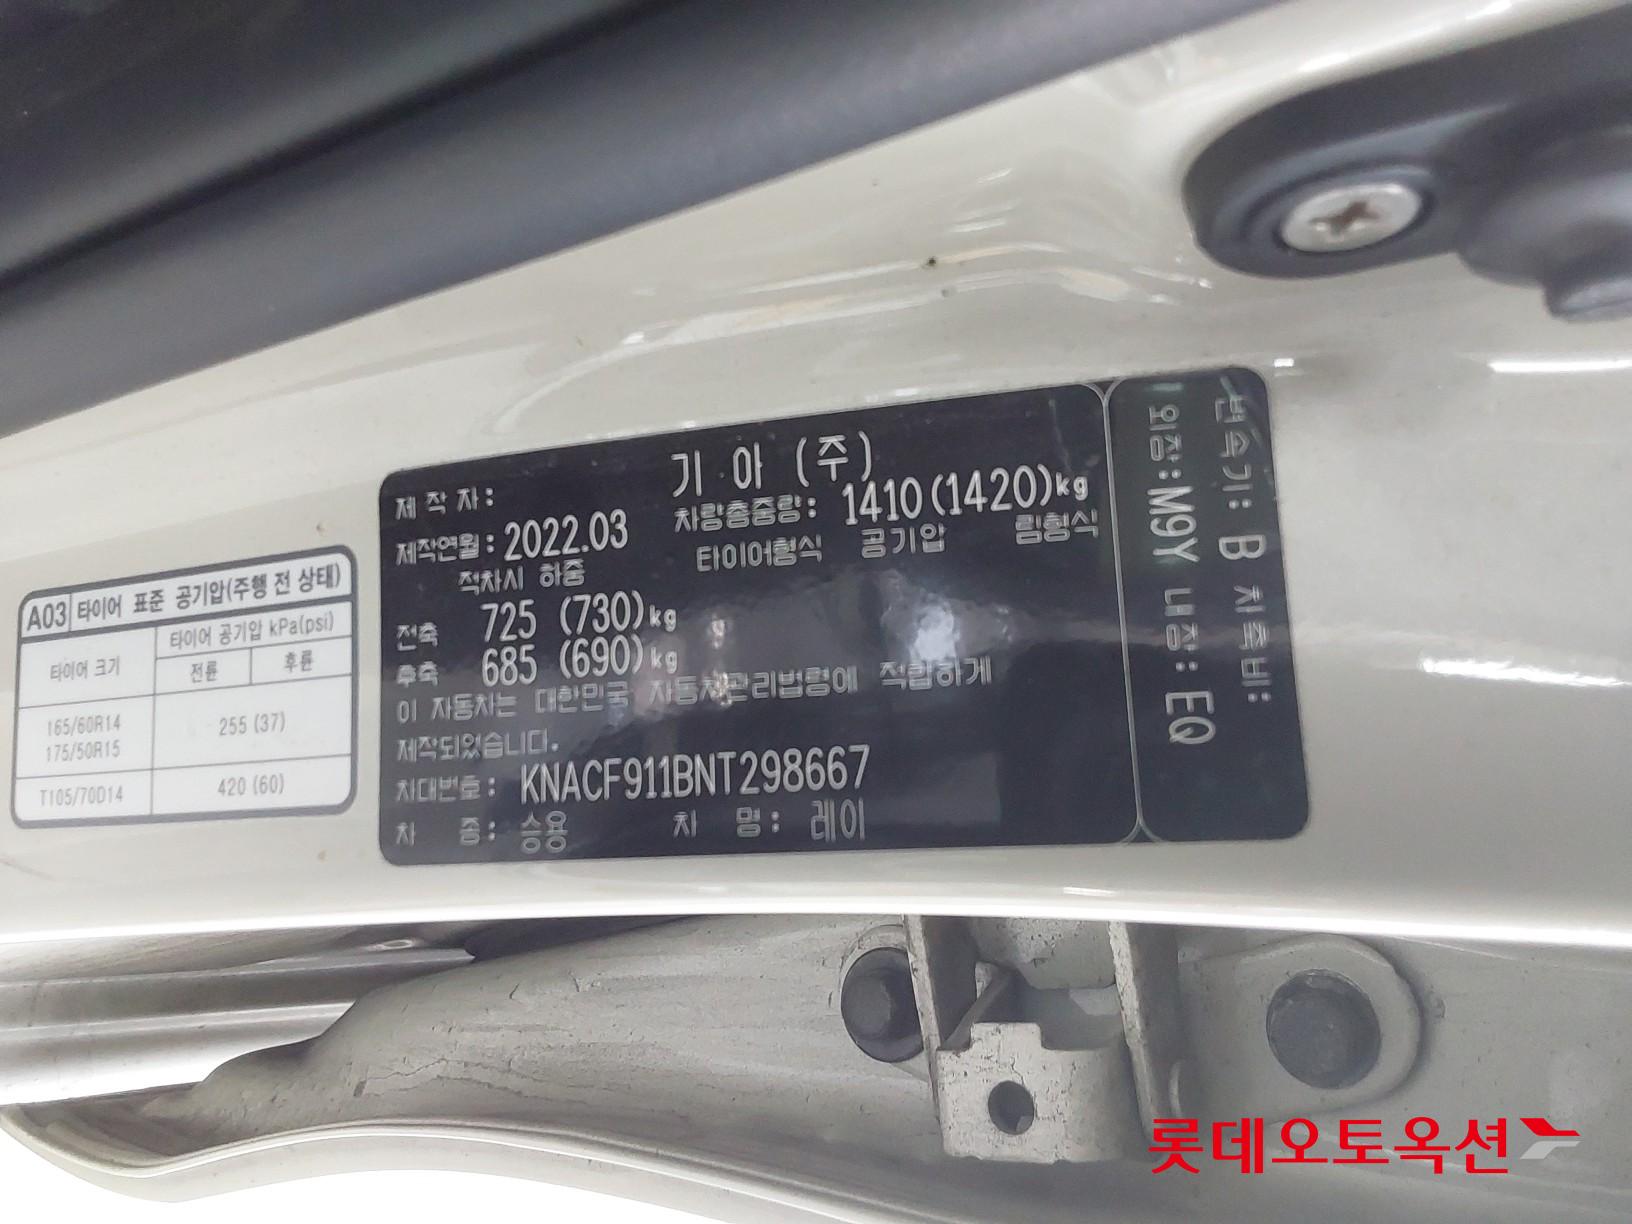 A03 타이어 표준 공기압(주행 전 상태)
타이어 크기 타이어 공기압 kPa(psi)
전륜 후륜
165/60R14
175/50R15
255 (37)
T105/70D14 420 (60)
제 작 자: 기 아 (주)
제작연월: 2022.03 차량총중량: 1410(1420)kg
적차시 하중 타이어형식 공기압 림형식
전축 725 (730)kg
후축 685 (690)kg
이 자동차는 대한민국 자동차관리법령에 적합하게
제작되었습니다.
차대번호: KNACF911BNT298667
차 종: 승용 차 명: 레이
변속기: B 차축비:
외장:M9Y 내장:EQ
롯데오토옥션